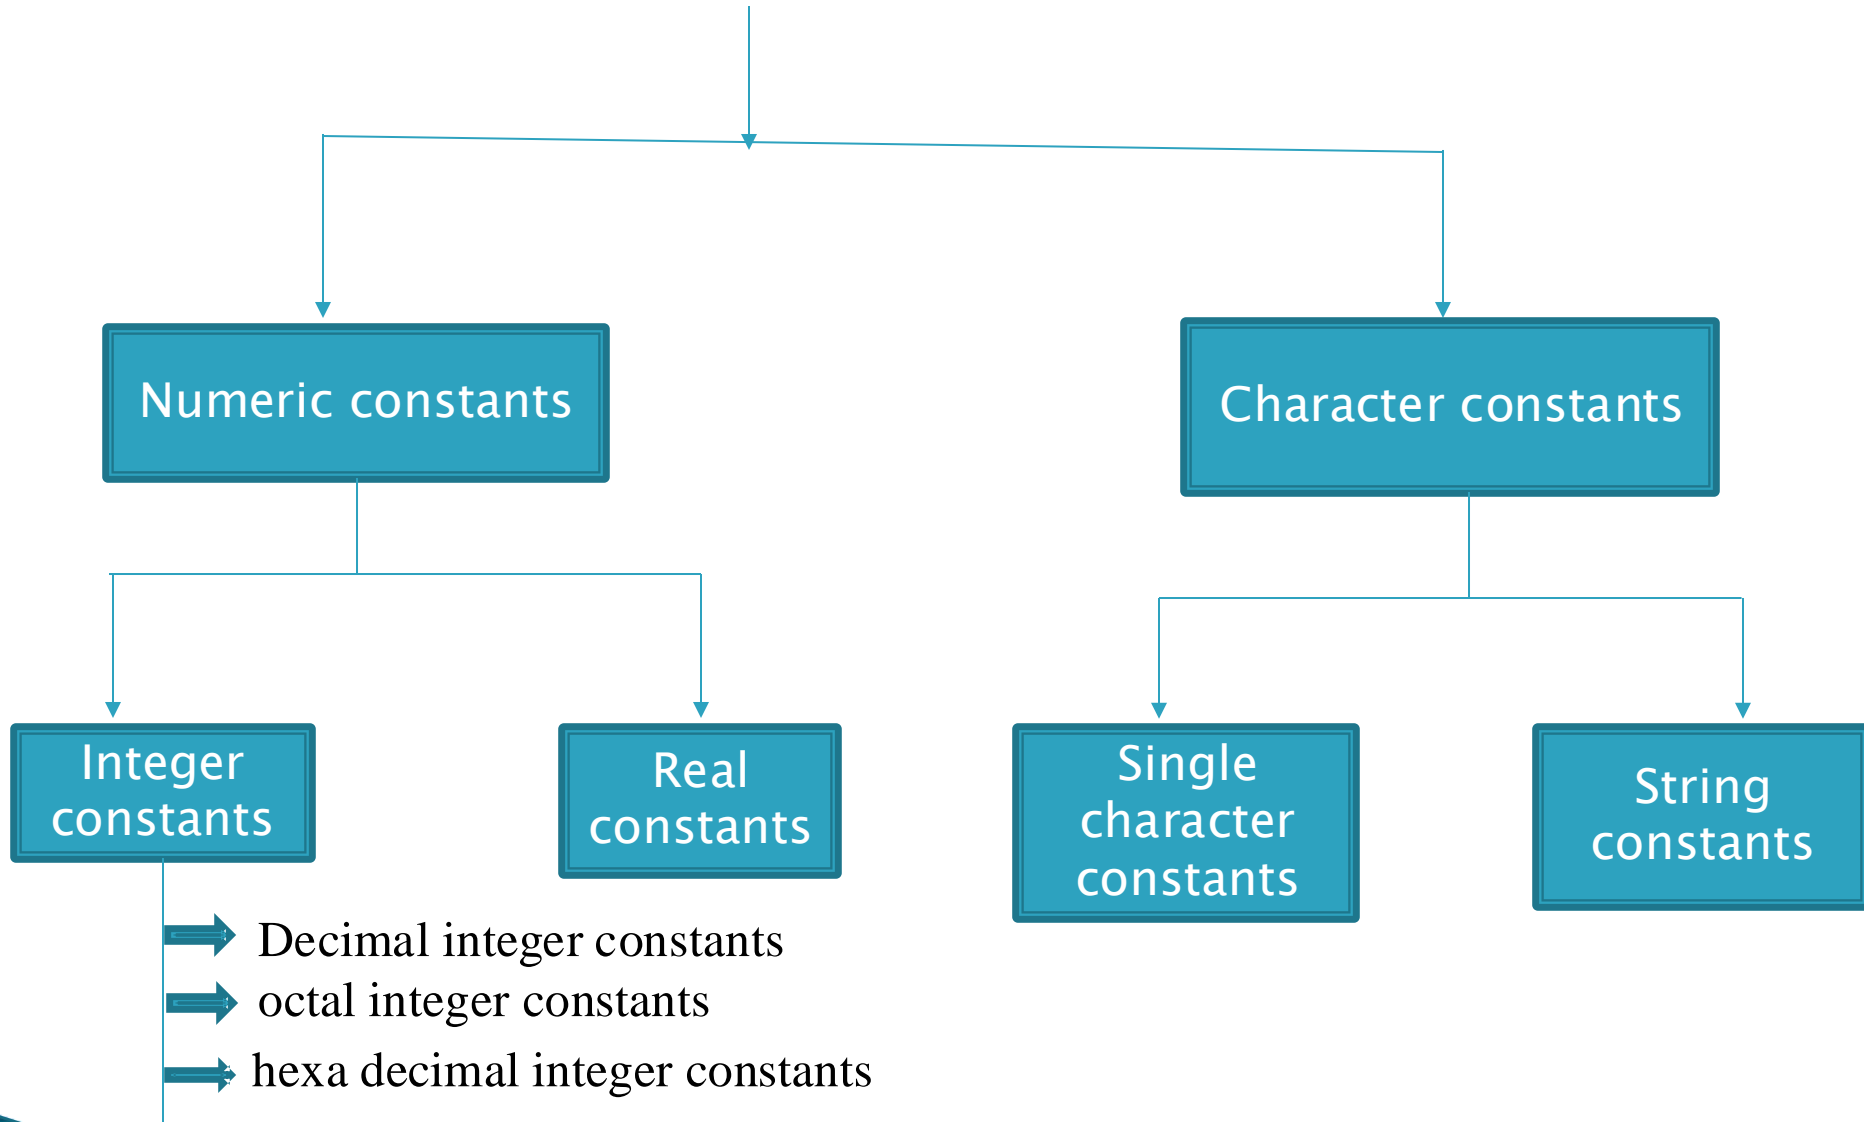 Numeric constants
Character constants
Integer
constants
Real
constants
Single
character
constants
String
constants
Decimal integer constants
octal integer constants
hexa decimal integer constants